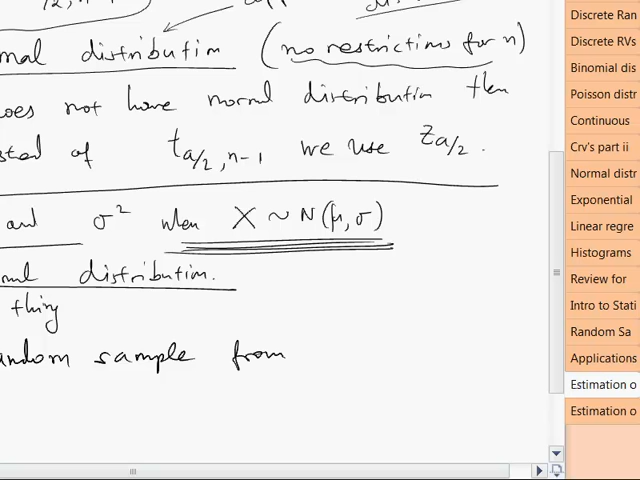 α/2, n-1
mal distribution (no restrictions for n)
oes not have normal distribution then
stead of t α/2, n-1 we use z α/2.
and σ² when X ~ N(μ, σ)
mal distribution.
thing
andom sample from
Discrete Ran
Discrete RVs
Binomial dis
Poisson distr
Continuous
Crv's part ii
Normal distr
Exponential
Linear regre
Histograms
Review for
Intro to Stati
Random Sa
Applications
Estimation o
Estimation o